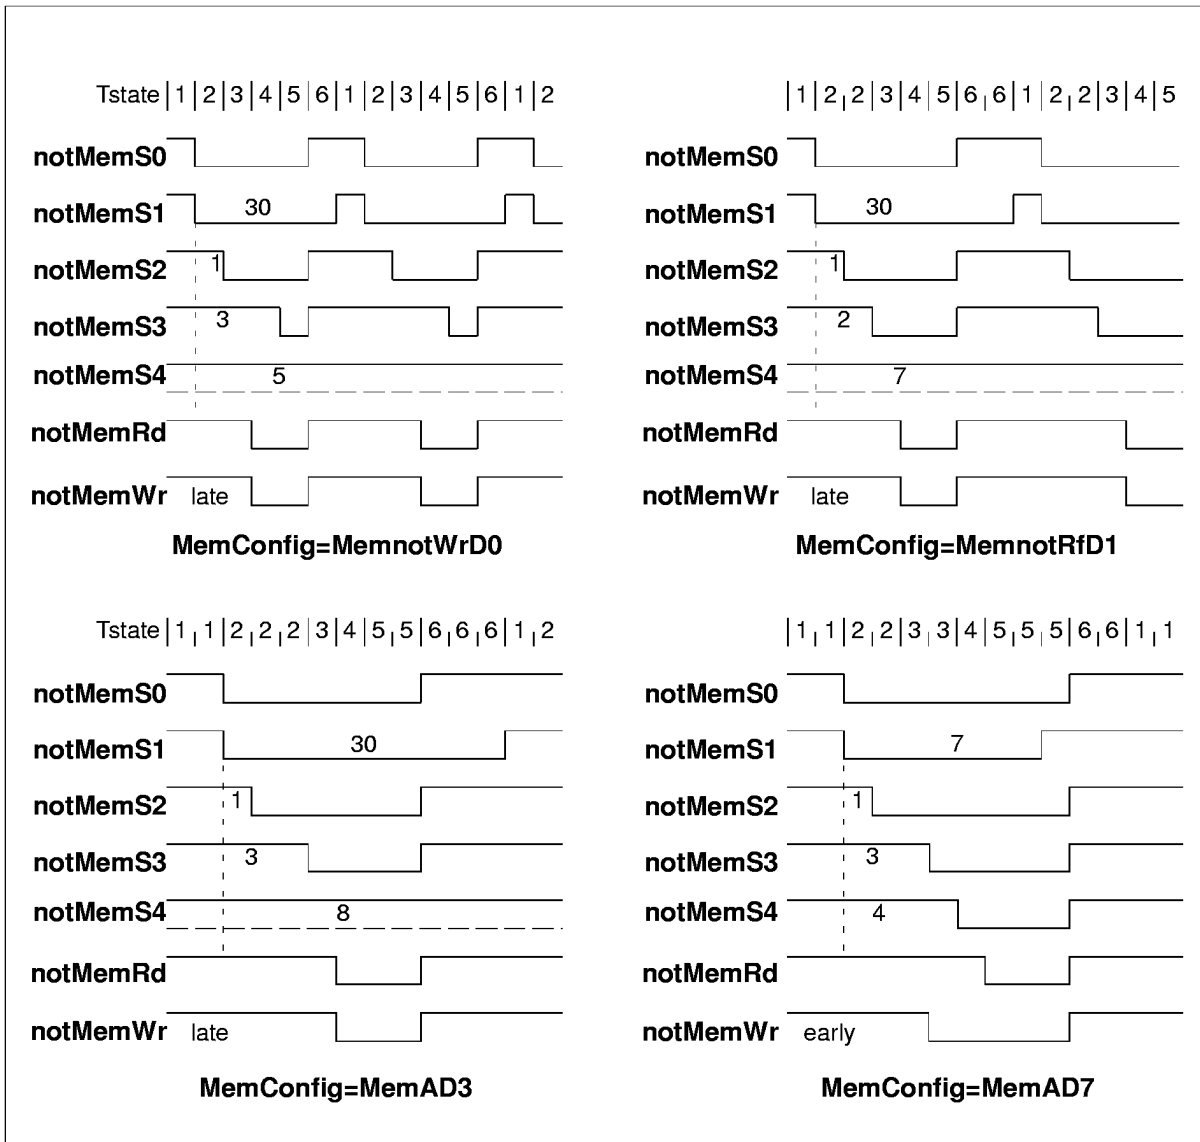 Tstate |1|2|3|4|5|6|1|2|3|4|5|6|1|2
notMemS0
notMemS1 30
notMemS2 1
notMemS3 3
notMemS4 5
notMemRd
notMemWr late
MemConfig=MemnotWrD0
|1|2|2|3|4|5|6|6|1|2|2|3|4|5
notMemS0
notMemS1 30
notMemS2 1
notMemS3 2
notMemS4 7
notMemRd
notMemWr late
MemConfig=MemnotRfD1
Tstate |1|1|2|2|2|3|4|5|5|6|6|6|1|2
notMemS0
notMemS1 30
notMemS2 1
notMemS3 3
notMemS4 8
notMemRd
notMemWr late
MemConfig=MemAD3
|1|1|2|2|3|3|4|5|5|5|6|6|1|1
notMemS0
notMemS1 7
notMemS2 1
notMemS3 3
notMemS4 4
notMemRd
notMemWr early
MemConfig=MemAD7